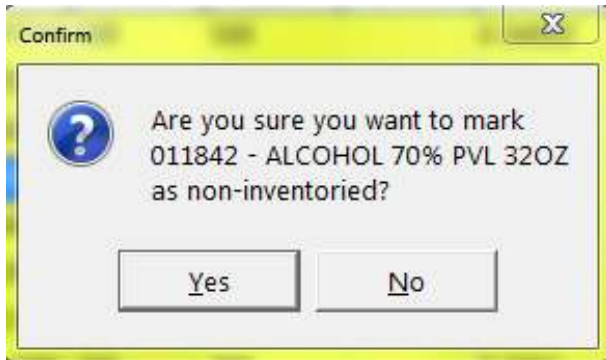 Confirm
Are you sure you want to mark
011842 - ALCOHOL 70% PVL 32OZ
as non-inventoried?
Yes
No